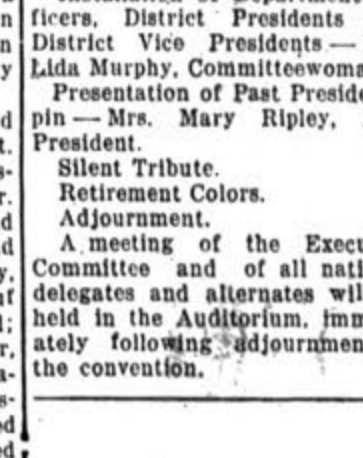 ficers, District Presidents
District Vice Presidents —
Lida Murphy, Committeewoma
Presentation of Past Preside
pin — Mrs. Mary Ripley,
President.
Silent Tribute.
Retirement Colors.
Adjournment.
A meeting of the Execu
Committee and of all nati
delegates and alternates wil
held in the Auditorium, imm
ately following adjournmen
the convention.